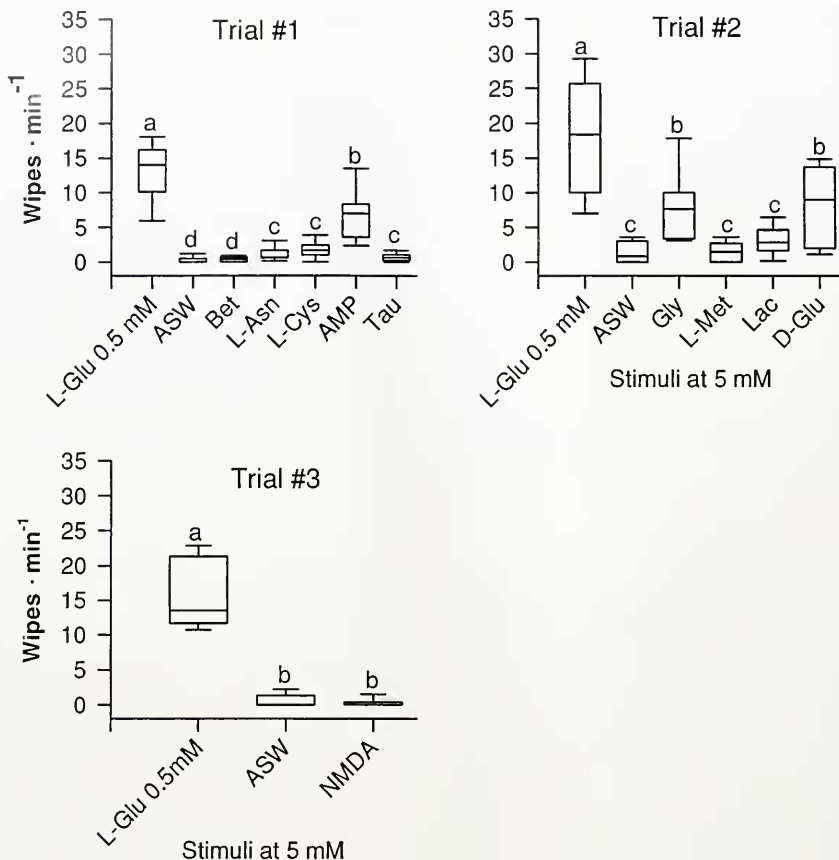 Trial #1
Wipes · min-1
35
30
25
20
15
10
5
0
a
d
d
c
c
b
c
L-Glu 0.5 mM
ASW
Bet
L-Asn
L-Cys
AMP
Tau
Trial #2
35
30
25
20
15
10
5
0
a
c
b
c
c
b
L-Glu 0.5 mM
ASW
Gly
L-Met
Lac
D-Glu
Stimuli at 5 mM
Trial #3
Wipes · min-1
35
30
25
20
15
10
5
0
a
b
b
L-Glu 0.5mM
ASW
NMDA
Stimuli at 5 mM